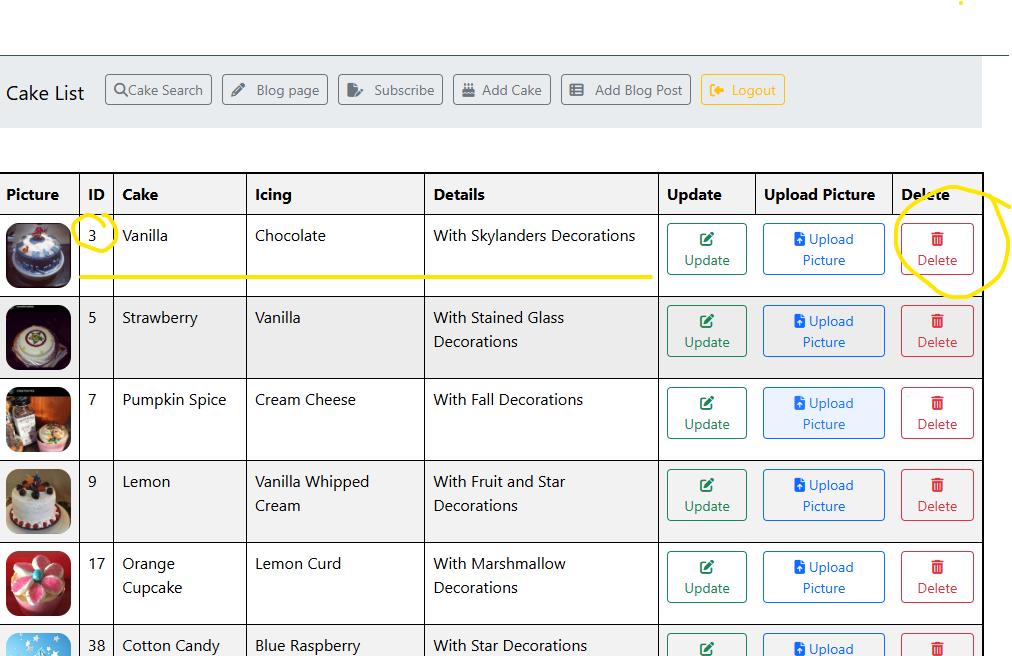 Cake List Cake Search Blog page Subscribe Add Cake Add Blog Post Logout
Picture ID Cake Icing Details Update Upload Picture Delete
3 Vanilla Chocolate With Skylanders Decorations Update Upload Picture Delete
5 Strawberry Vanilla With Stained Glass Decorations Update Upload Picture Delete
7 Pumpkin Spice Cream Cheese With Fall Decorations Update Upload Picture Delete
9 Lemon Vanilla Whipped Cream With Fruit and Star Decorations Update Upload Picture Delete
17 Orange Cupcake Lemon Curd With Marshmallow Decorations Update Upload Picture Delete
38 Cotton Candy Blue Raspberry With Star Decorations Upload